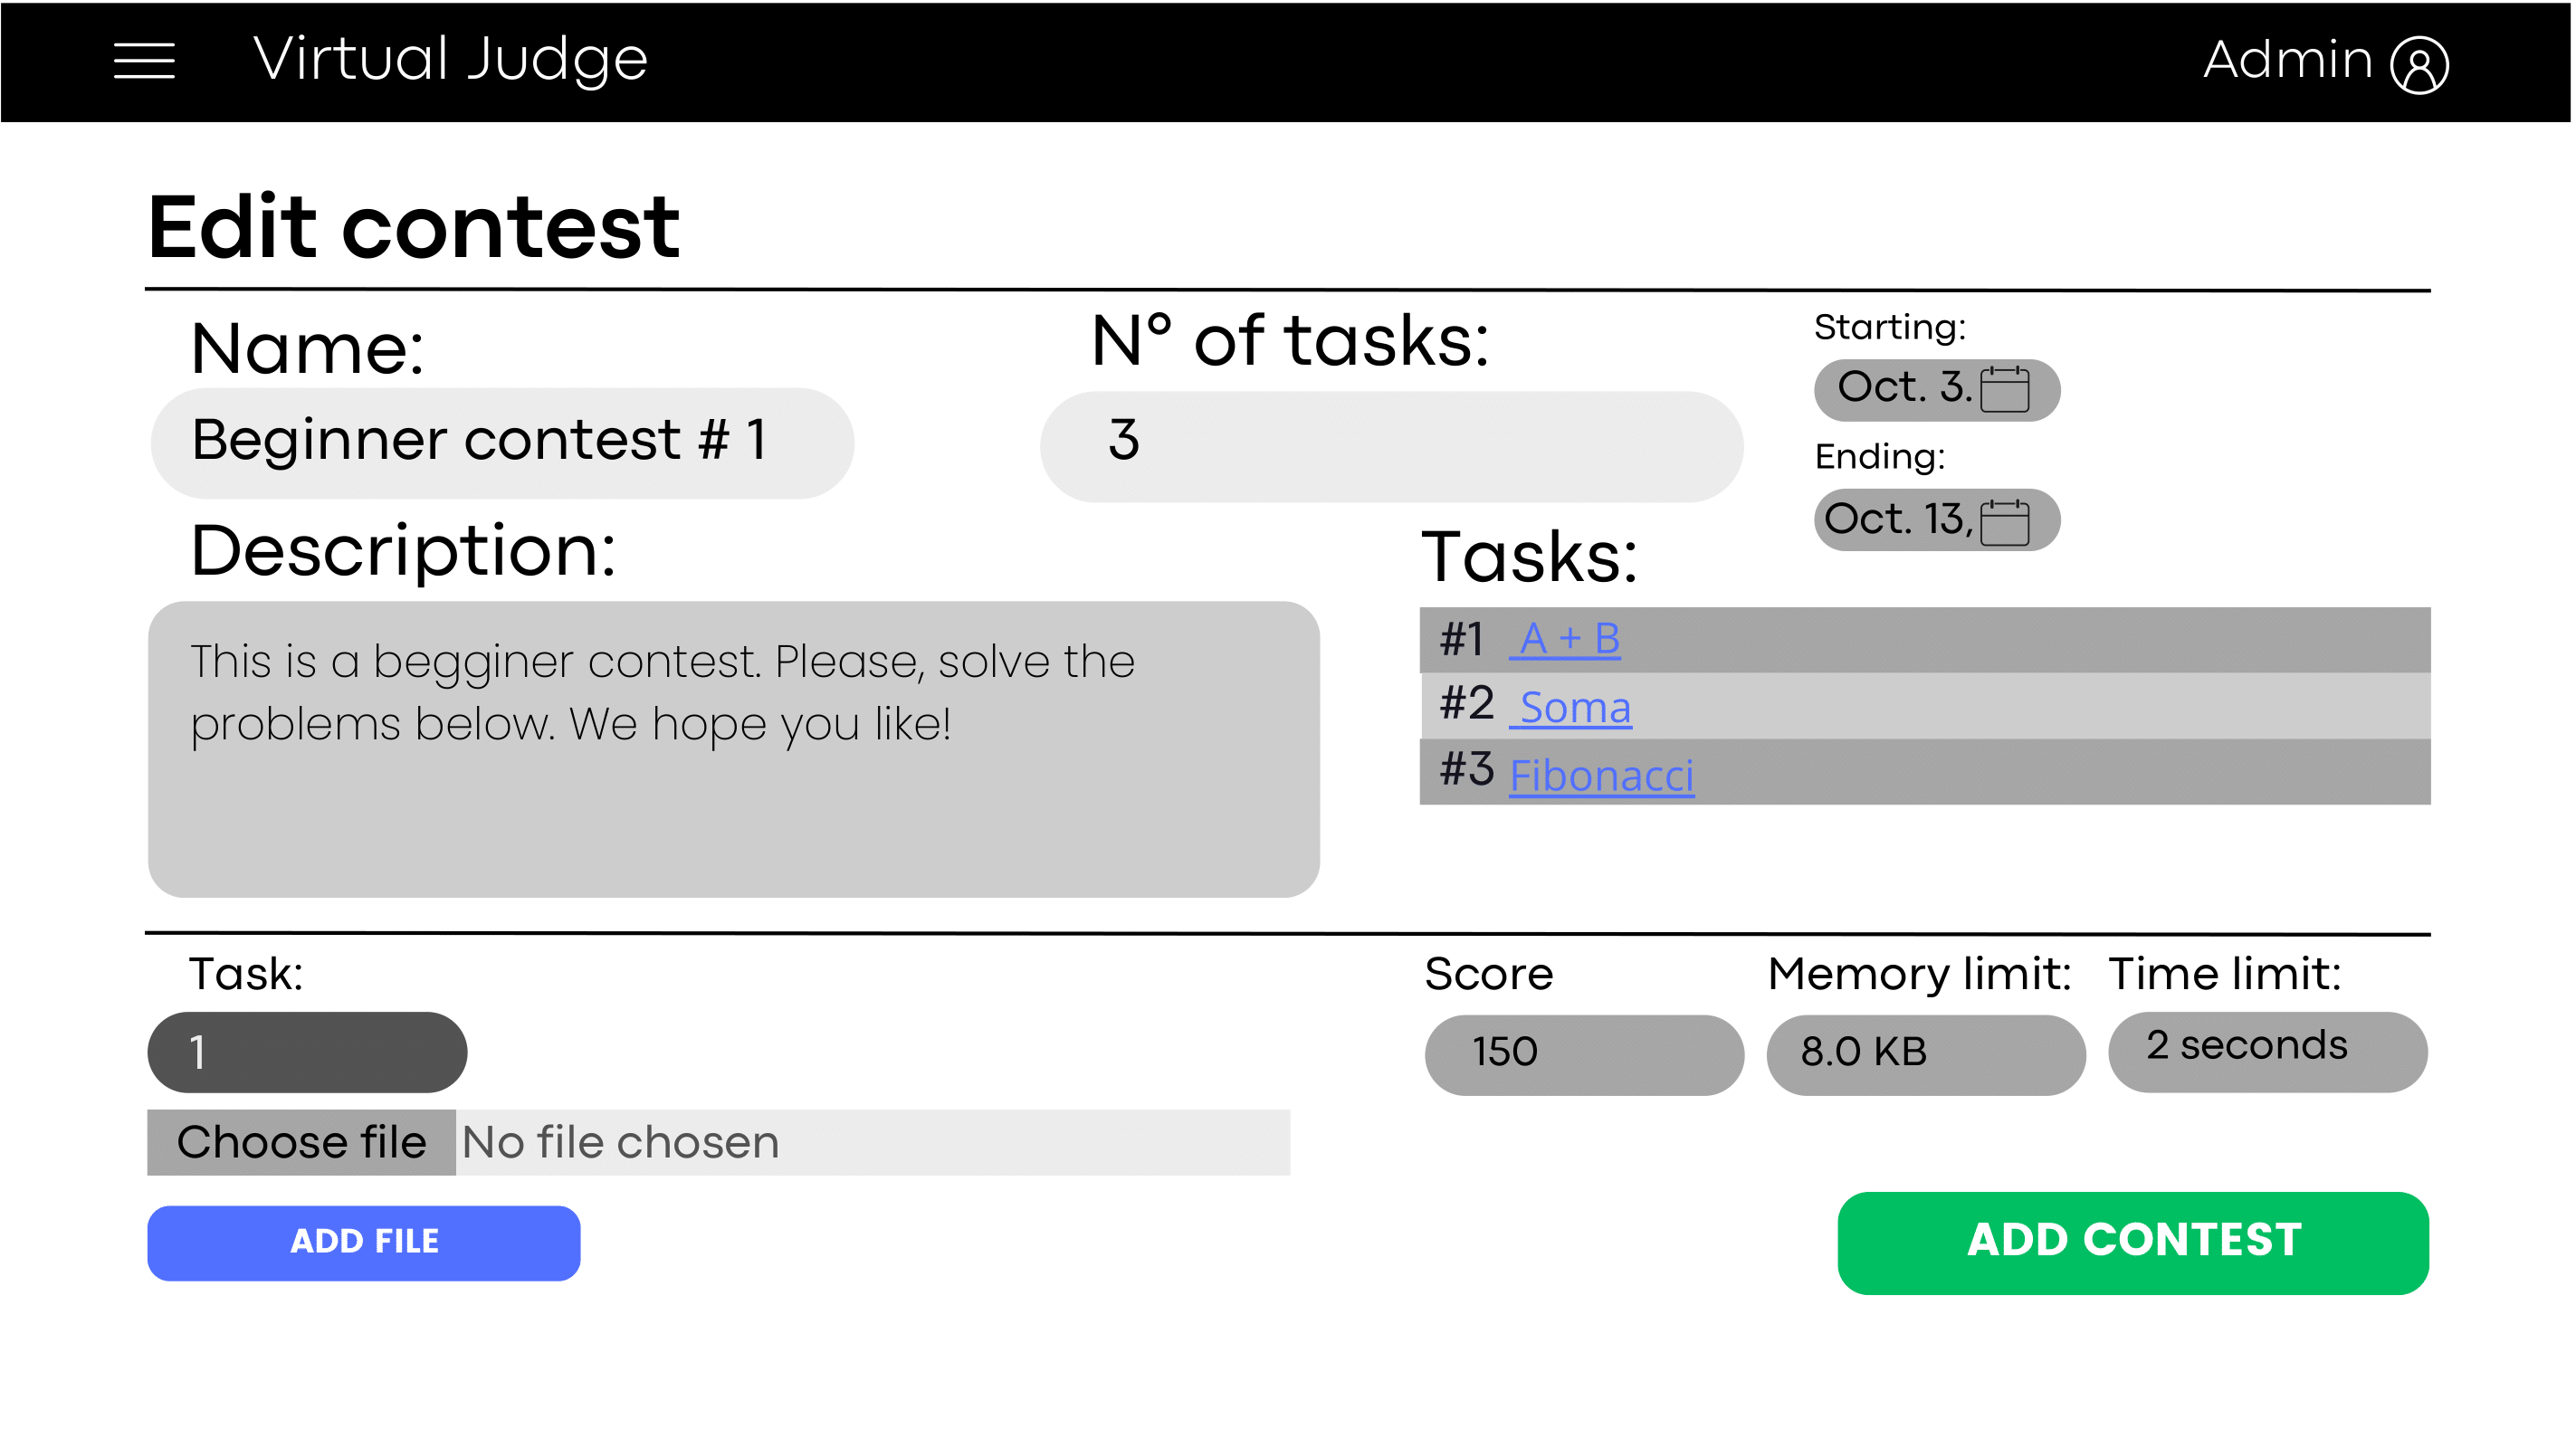 Virtual Judge
Admin
Edit contest
Name:
Beginner contest # 1
N° of tasks:
3
Starting:
Oct. 3.
Ending:
Oct. 13,
Description:
This is a begginer contest. Please, solve the
problems below. We hope you like!
Tasks:
#1 A + B
#2 Soma
#3 Fibonacci
Task:
1
Choose file No file chosen
ADD FILE
Score
150
Memory limit:
8.0 KB
Time limit:
2 seconds
ADD CONTEST